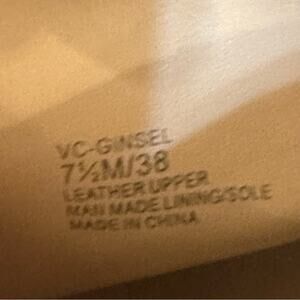 VC-GINSEL
7½M/38
LEATHER UPPER
MAN MADE LINING/SOLE
MADE IN CHINA